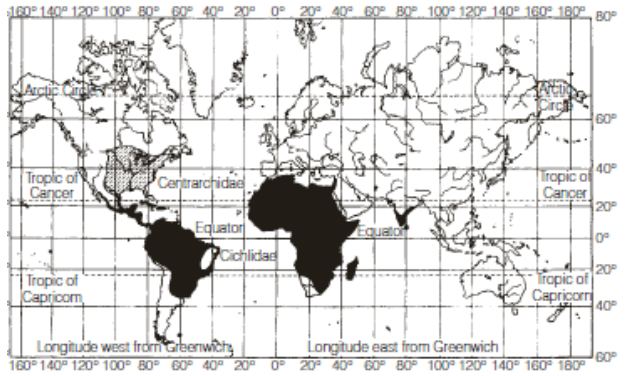 160° 140° 120° 100° 80° 60° 40° 20° 0° 20° 40° 60° 80° 100° 120° 140° 160° 180° 80°
Arctic Circle
Arctic
Circle
60°
40°
Tropic of
Cancer
Centrarchidae
Tropic of
Cancer
20°
Equator
Equator
0°
Cichlidae
20°
Tropic of
Capricorn
Tropic of
Capricorn
40°
Longitude west from Greenwich
Longitude east from Greenwich
60°
160° 140° 120° 100° 80° 60° 40° 20° 0° 20° 40° 60° 80° 100° 120° 140° 160° 180°